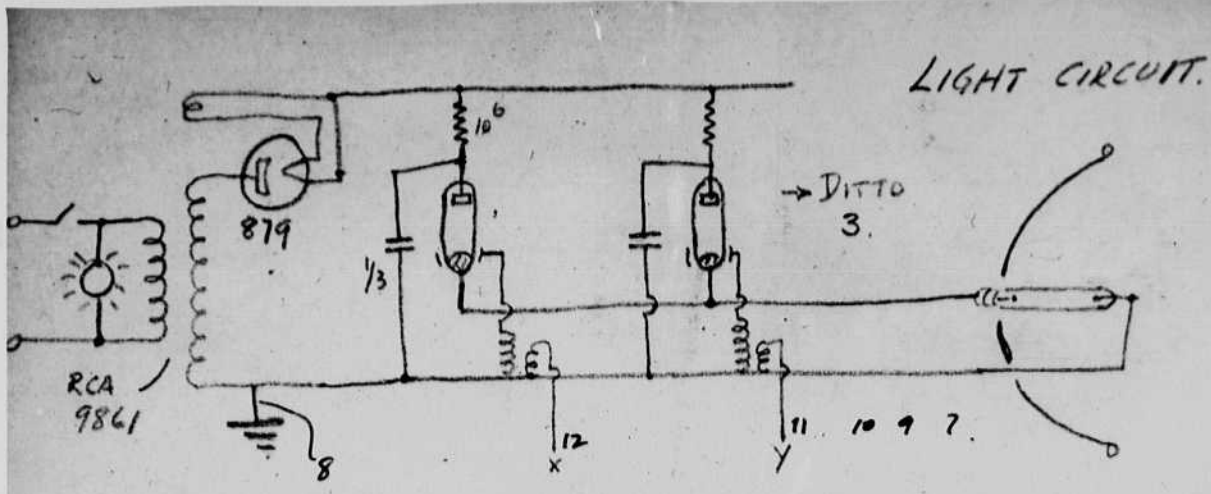 LIGHT CIRCUIT.
10⁶
879
→ DITTO
3.
1/3
RCA
9861
8
12
11 10 9 7.
x
y